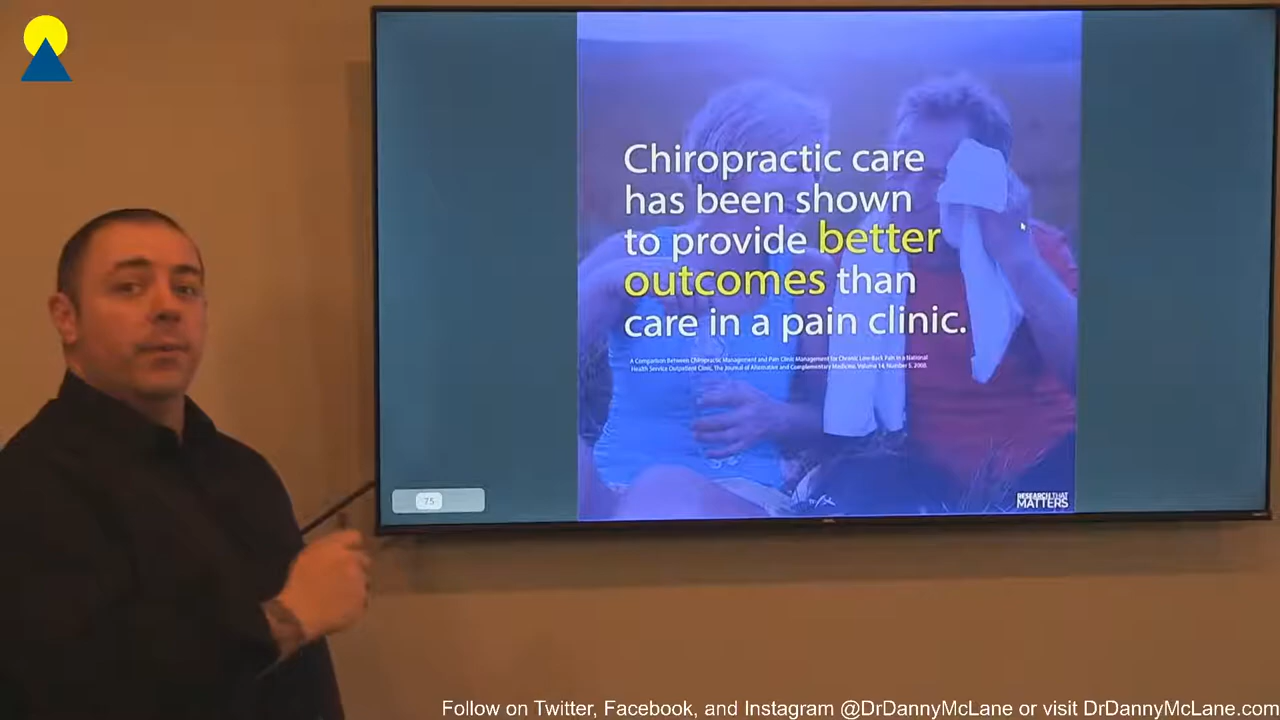 Chiropractic care
has been shown
to provide better
outcomes than
care in a pain clinic.
A Comparison Between Chiropractic Management and Pain Clinic Management for Chronic Low-Back Pain in a National
Health Service Outpatient Clinic, The Journal of Alternative and Complementary Medicine, Volume 14, Number 5, 2008.
75
RESEARCH THAT
MATTERS
Follow on Twitter, Facebook, and Instagram @DrDannyMcLane or visit DrDannyMcLane.com